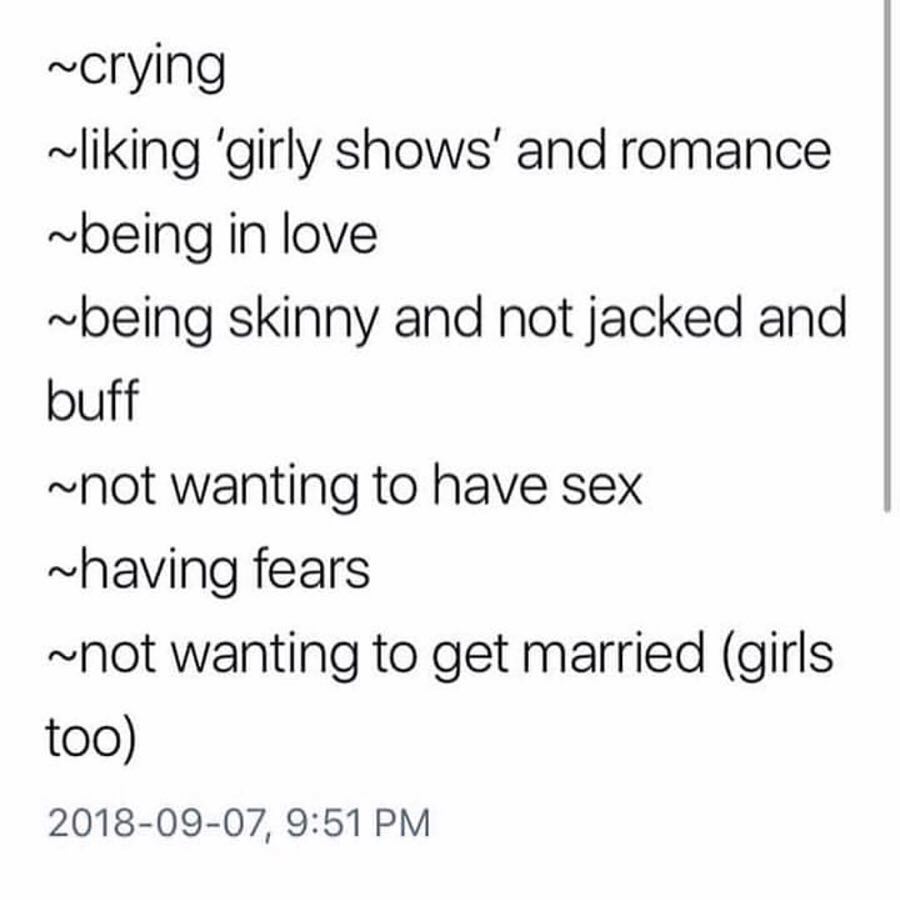 ~crying
~liking 'girly shows' and romance
~being in love
~being skinny and not jacked and
buff
~not wanting to have sex
~having fears
~not wanting to get married (girls
too)
2018-09-07, 9:51 PM